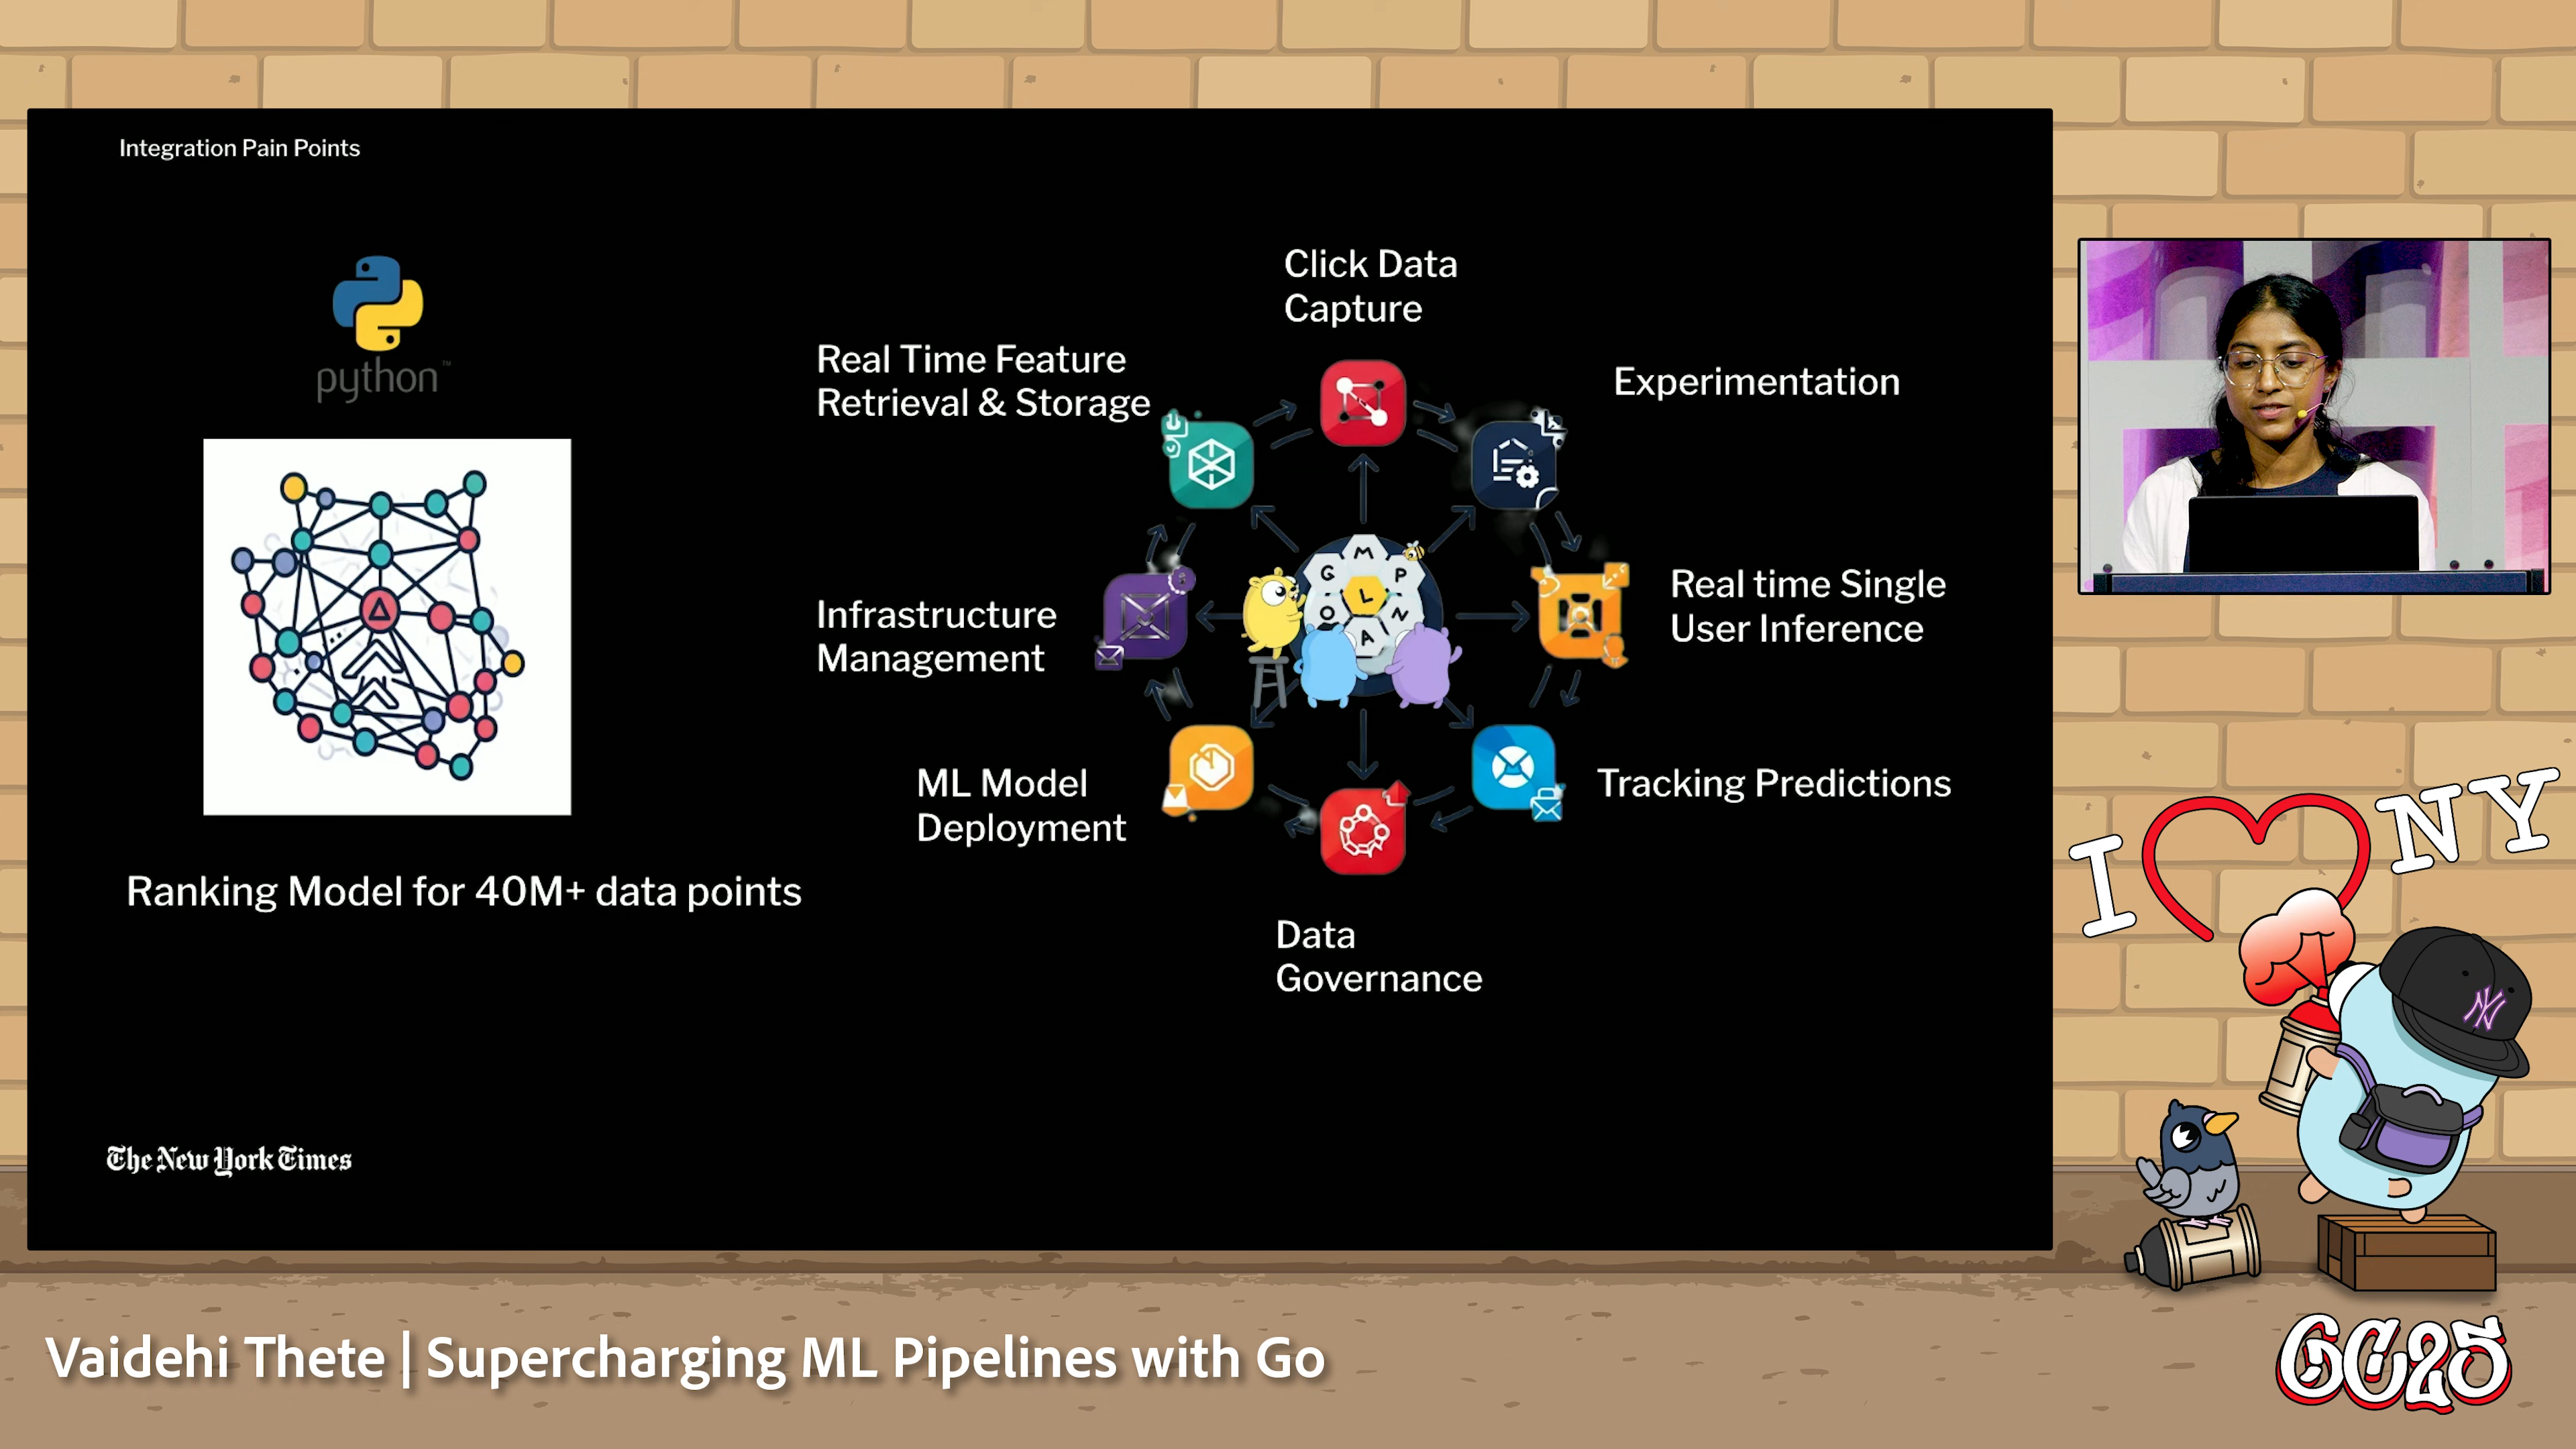 Integration Pain Points
python™
Ranking Model for 40M+ data points
Click Data
Capture
Real Time Feature
Retrieval & Storage
Experimentation
Infrastructure
Management
Real time Single
User Inference
ML Model
Deployment
Tracking Predictions
Data
Governance
M
G
P
L
O
N
A
The New York Times
I NY
NY
Vaidehi Thete | Supercharging ML Pipelines with Go
GC25